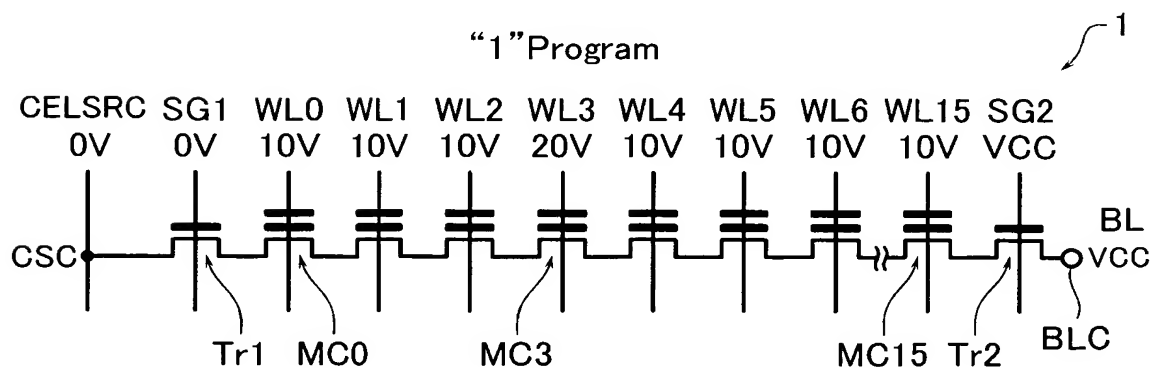 1
“1”Program
CELSRC SG1 WL0 WL1 WL2 WL3 WL4 WL5 WL6 WL15 SG2
0V 0V 10V 10V 10V 20V 10V 10V 10V 10V VCC
BL
CSC VCC
Tr1 MC0 MC3 MC15 Tr2 BLC